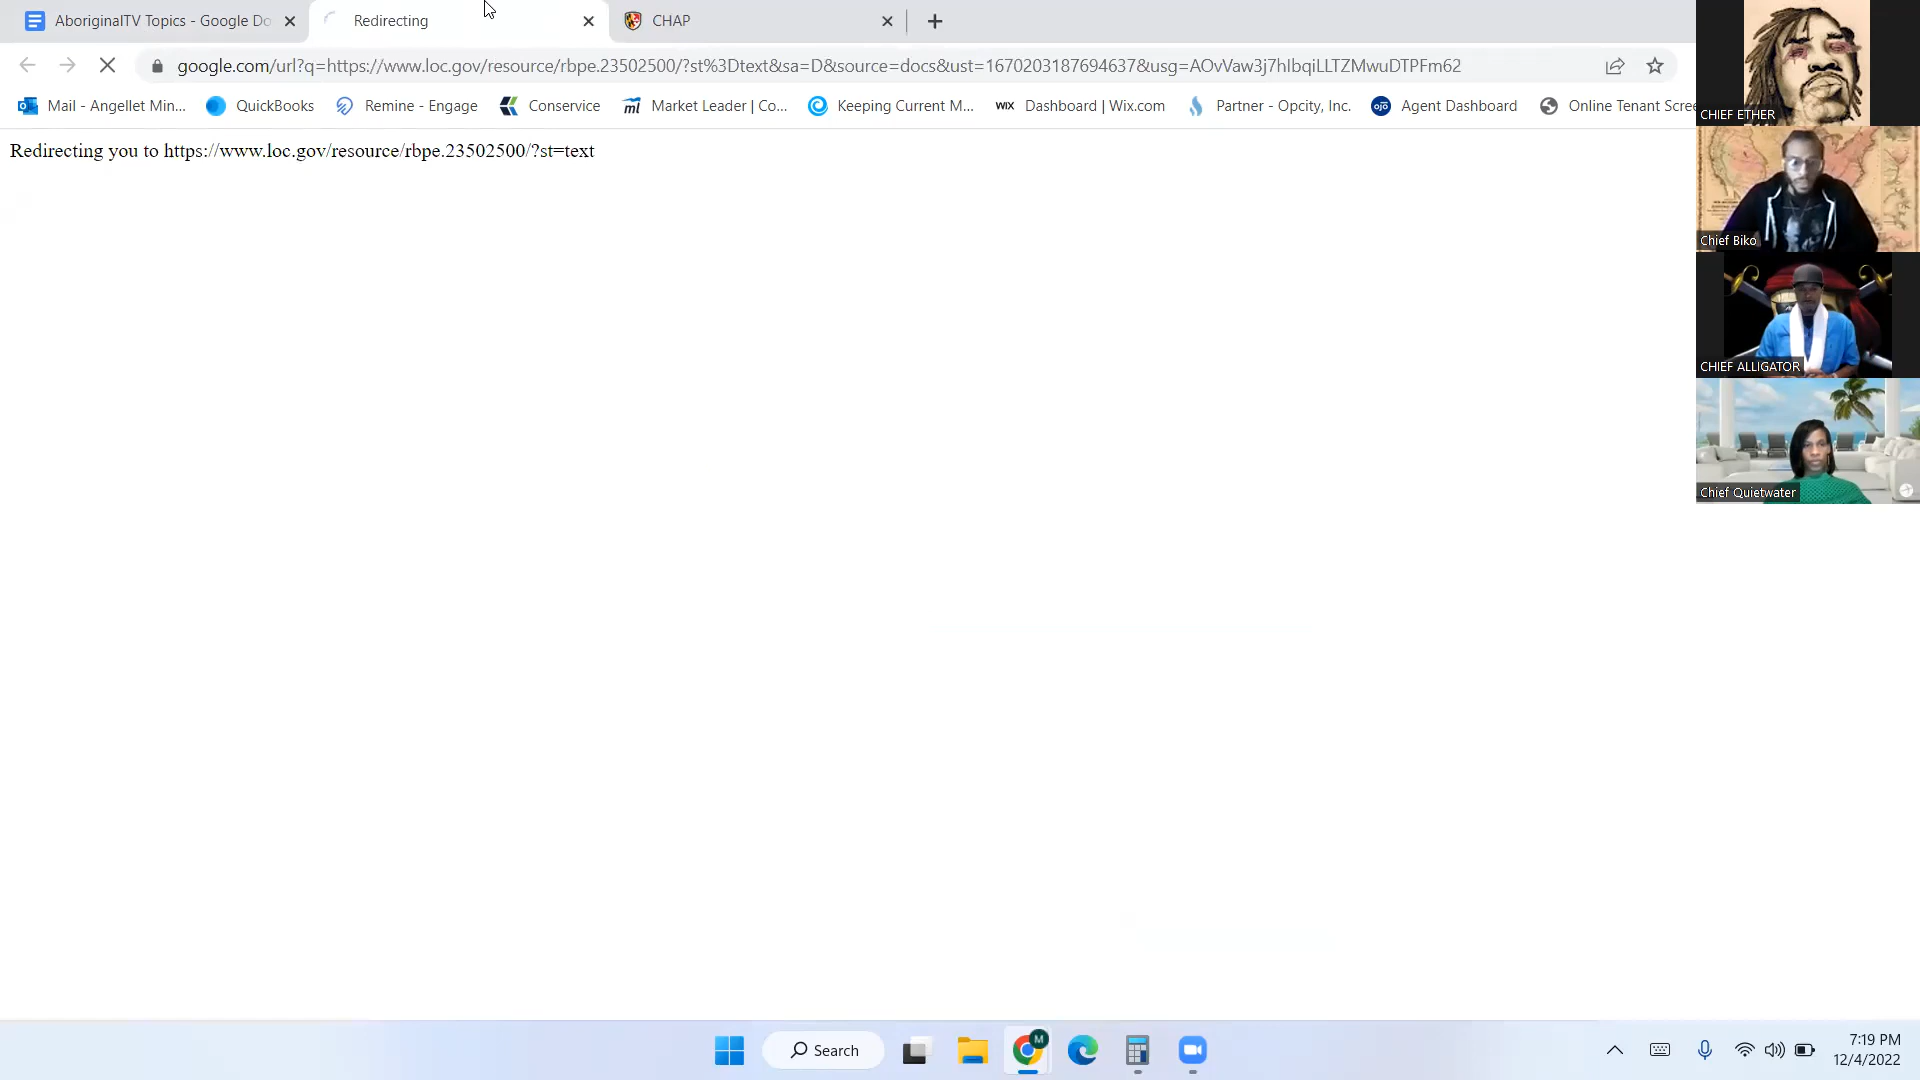 AboriginalTV Topics - Google Do
Redirecting
CHAP
google.com/url?q=https://www.loc.gov/resource/rbpe.23502500/?st%3Dtext&sa=D&source=docs&ust=1670203187694637&usg=AOvVaw3j7hIbqiLLTZMwuDTPFm62
Mail - Angellet Min...
QuickBooks
Remine - Engage
Conservice
Market Leader | Co...
Keeping Current M...
WIX Dashboard | Wix.com
Partner - Opcity, Inc.
ojo Agent Dashboard
Online Tenant Scree
Redirecting you to https://www.loc.gov/resource/rbpe.23502500/?st=text
CHIEF ETHER
Chief Biko
CHIEF ALLIGATOR
Chief Quietwater
Search
M
7:19 PM
12/4/2022